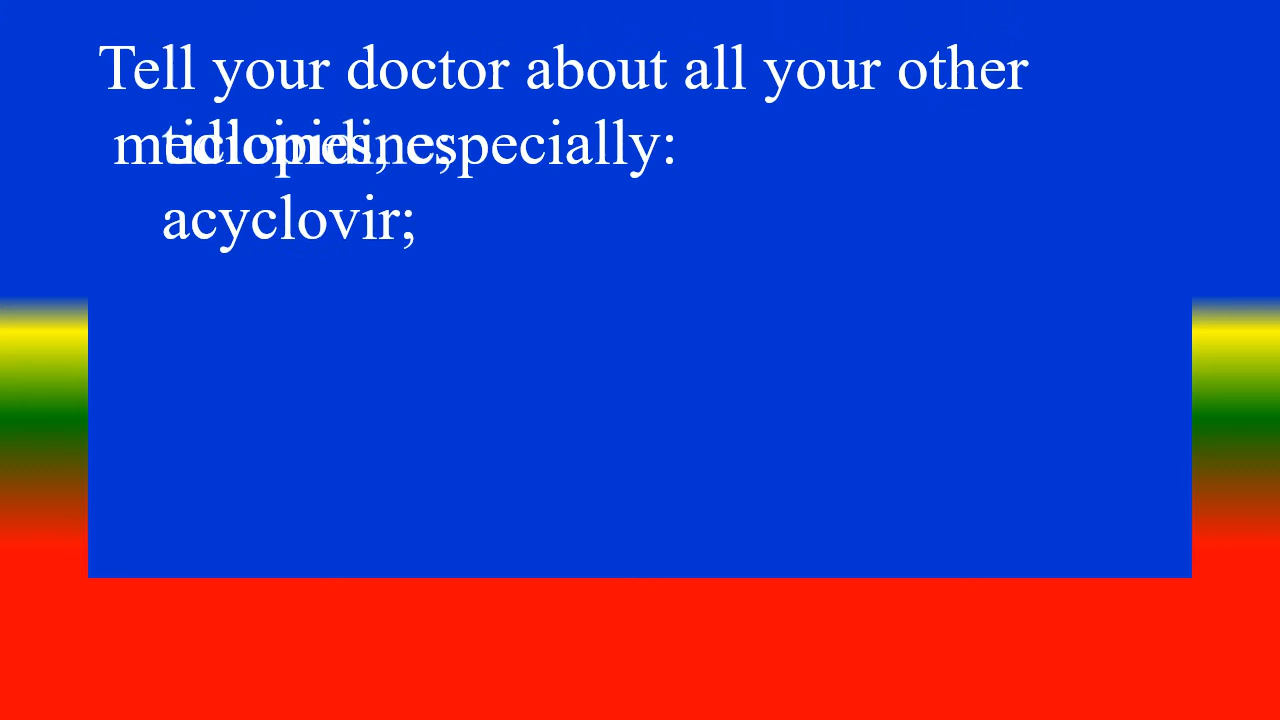 Tell your doctor about all your other
medicines, especially:
ticlopidine;
acyclovir;